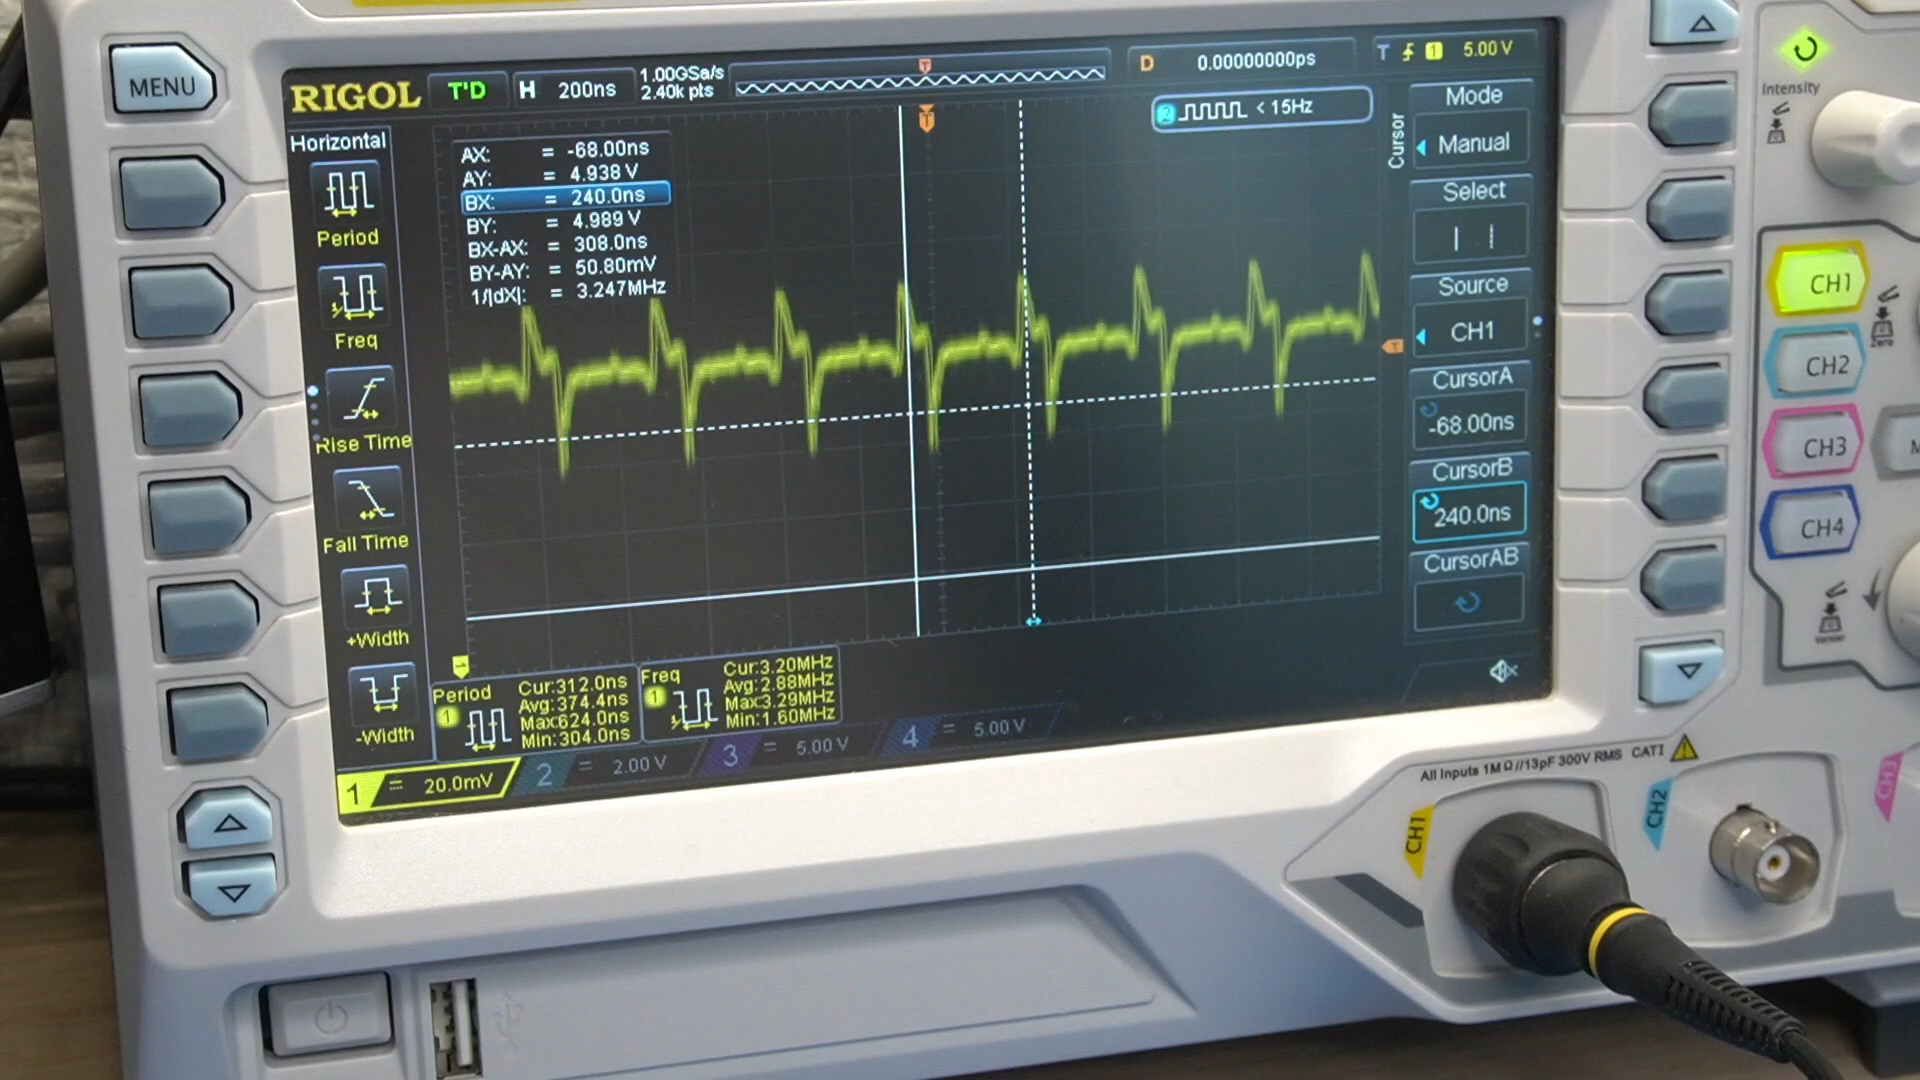 MENU
RIGOL T'D H 200ns 1.00GSa/s
2.40k pts
T
D 0.00000000ps
T 1 5.00 V
Horizontal
Period
Freq
Rise Time
Fall Time
+Width
-Width
AX: = -68.00ns
AY: = 4.938 V
BX: = 240.0ns
BY: = 4.989 V
BX-AX: = 308.0ns
BY-AY: = 50.80mV
1/|dX|: = 3.247MHz
T
2 < 15Hz
T
Cursor
Mode
Manual
Select
Source
CH1
CursorA
-68.00ns
CursorB
240.0ns
CursorAB
Period
1
Cur:312.0ns
Avg:374.4ns
Max:624.0ns
Min:304.0ns
Freq
1
Cur:3.20MHz
Avg:2.88MHz
Max:3.29MHz
Min:1.60MHz
1 = 20.0mV
2 = 2.00 V
3 = 5.00 V
4 = 5.00 V
Intensity
CH1
Zero
CH2
CH3
CH4
Vernier
M
All Inputs 1MΩ//13pF 300V RMS CATI
CH1
CH2
CH3